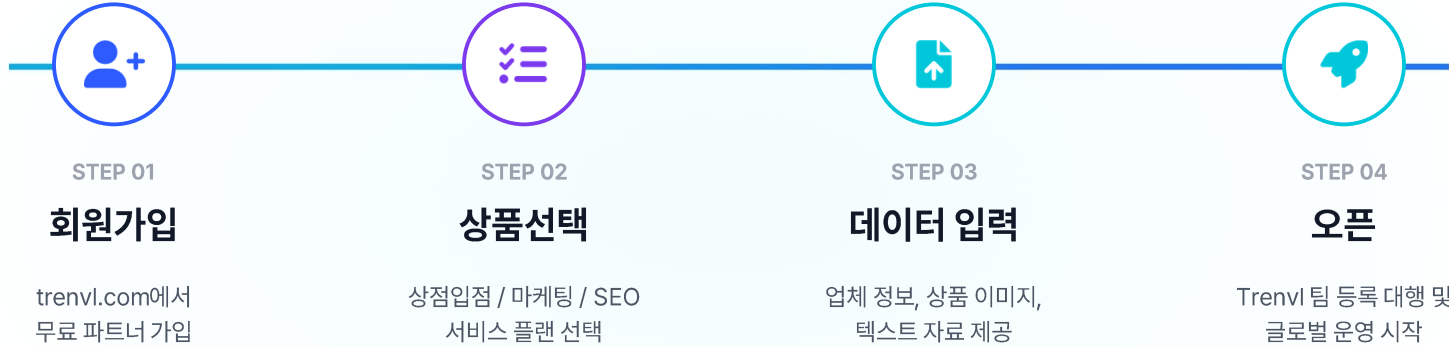 STEP 01
회원가입
trenvl.com에서
무료 파트너 가입
STEP 02
상품선택
상점입점 / 마케팅 / SEO
서비스 플랜 선택
STEP 03
데이터 입력
업체 정보, 상품 이미지,
텍스트 자료 제공
STEP 04
오픈
Trenvl 팀 등록 대행 및
글로벌 운영 시작